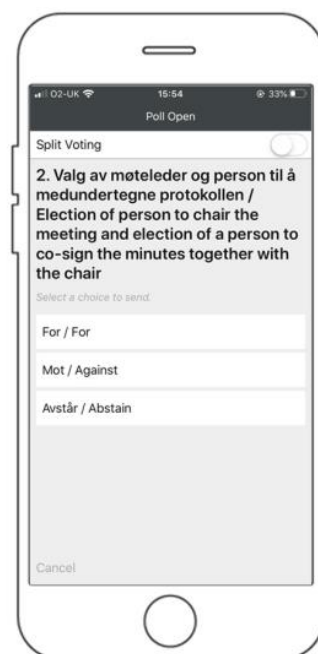 O2-UK 15:54 33%
Poll Open
Split Voting
2. Valg av møteleder og person til å
medundertegne protokollen /
Election of person to chair the
meeting and election of a person to
co-sign the minutes together with
the chair
Select a choice to send.
For / For
Mot / Against
Avstår / Abstain
Cancel